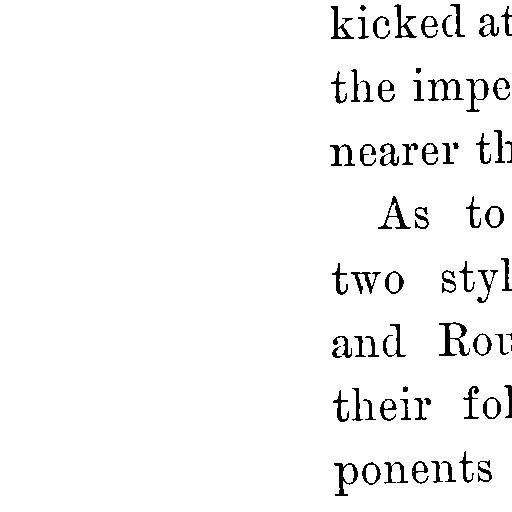 kicked at
the impe
nearer th
As to
two styl
and Rou
their fol
ponents